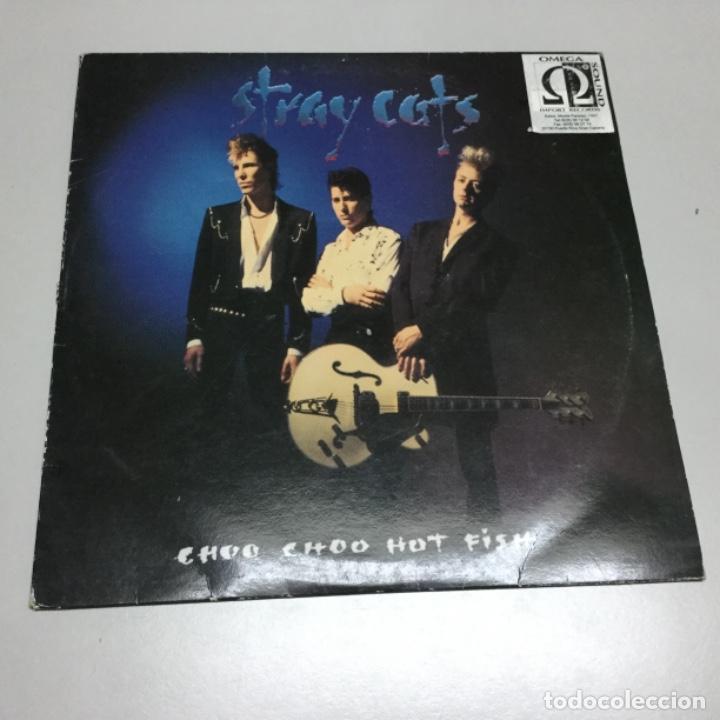 stray cats
OMEGA
SOUND
IMPORT RECORDS
CHOO CHOO HOT FISH
todocoleccion